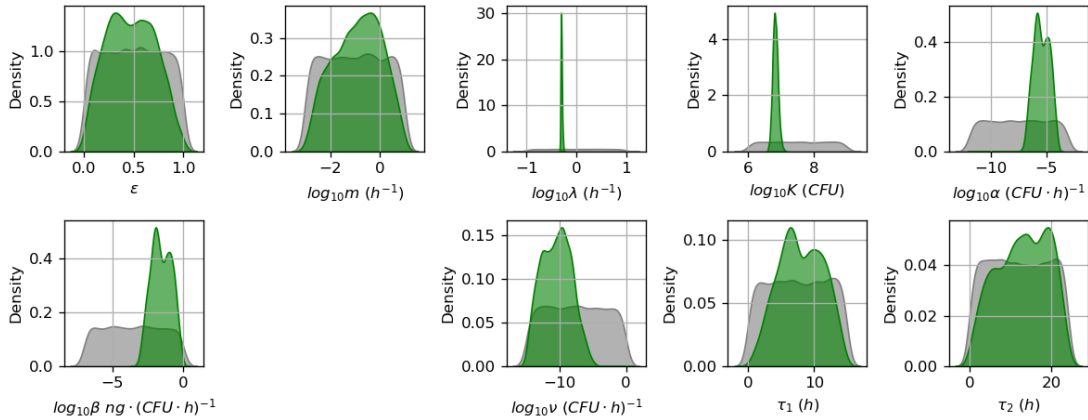 Density
1.0
0.5
0.0
0.0 0.5 1.0
ε
Density
0.3
0.2
0.1
0.0
−2 0
log₁₀m (h⁻¹)
Density
30
20
10
0
−1 0 1
log₁₀λ (h⁻¹)
Density
4
2
0
6 8
log₁₀K (CFU)
Density
0.4
0.2
0.0
−10 −5
log₁₀α (CFU · h)⁻¹
Density
0.4
0.2
0.0
−5 0
log₁₀β ng · (CFU · h)⁻¹
Density
0.15
0.10
0.05
0.00
−10 0
log₁₀ν (CFU · h)⁻¹
Density
0.10
0.05
0.00
0 10
τ₁ (h)
Density
0.04
0.02
0.00
0 20
τ₂ (h)